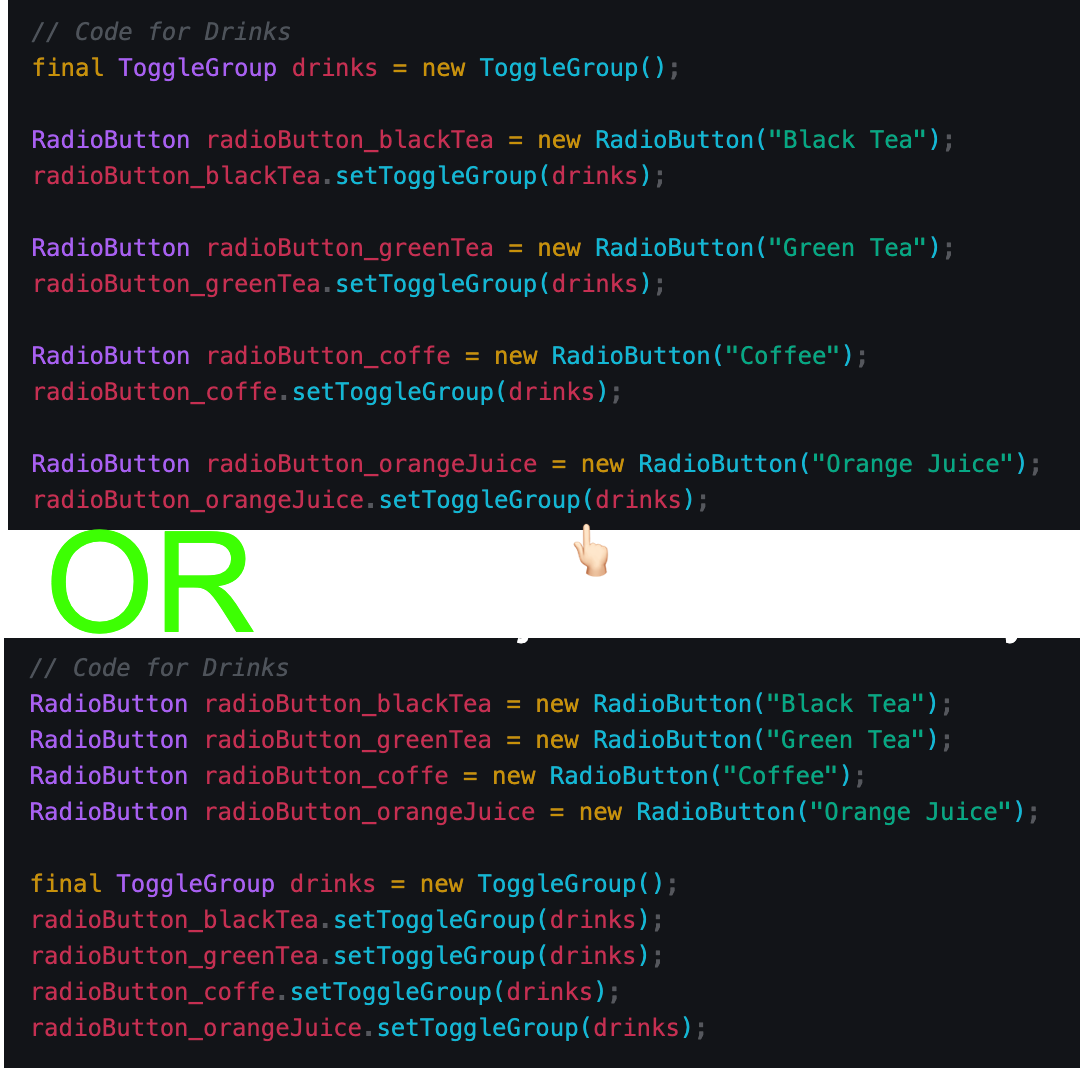 // Code for Drinks
final ToggleGroup drinks = new ToggleGroup();
RadioButton radioButton_blackTea = new RadioButton("Black Tea");
radioButton_blackTea.setToggleGroup(drinks);
RadioButton radioButton_greenTea = new RadioButton("Green Tea");
radioButton_greenTea.setToggleGroup(drinks);
RadioButton radioButton_coffe = new RadioButton("Coffee");
radioButton_coffe.setToggleGroup(drinks);
RadioButton radioButton_orangeJuice = new RadioButton("Orange Juice");
radioButton_orangeJuice.setToggleGroup(drinks);
OR
// Code for Drinks
RadioButton radioButton_blackTea = new RadioButton("Black Tea");
RadioButton radioButton_greenTea = new RadioButton("Green Tea");
RadioButton radioButton_coffe = new RadioButton("Coffee");
RadioButton radioButton_orangeJuice = new RadioButton("Orange Juice");
final ToggleGroup drinks = new ToggleGroup();
radioButton_blackTea.setToggleGroup(drinks);
radioButton_greenTea.setToggleGroup(drinks);
radioButton_coffe.setToggleGroup(drinks);
radioButton_orangeJuice.setToggleGroup(drinks);